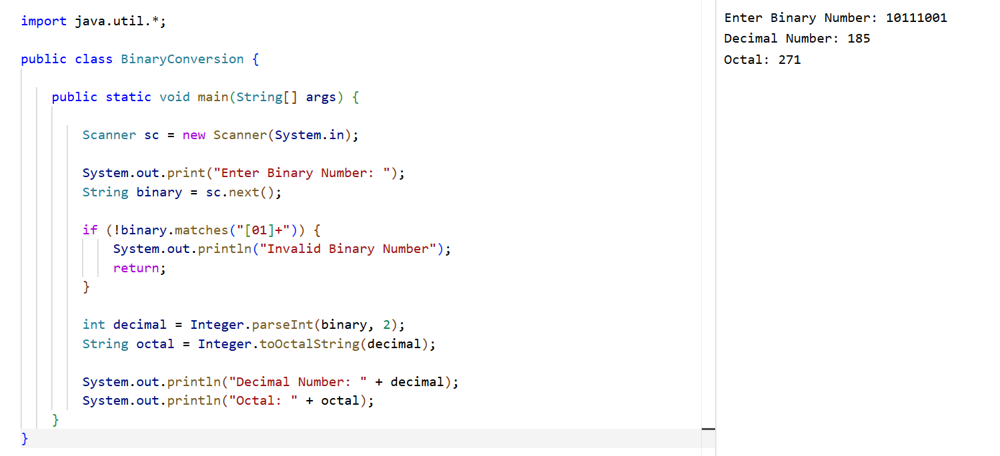 import java.util.*;
public class BinaryConversion {
public static void main(String[] args) {
Scanner sc = new Scanner(System.in);
System.out.print("Enter Binary Number: ");
String binary = sc.next();
if (!binary.matches("[01]+")) {
System.out.println("Invalid Binary Number");
return;
}
int decimal = Integer.parseInt(binary, 2);
String octal = Integer.toOctalString(decimal);
System.out.println("Decimal Number: " + decimal);
System.out.println("Octal: " + octal);
}
}
Enter Binary Number: 10111001
Decimal Number: 185
Octal: 271